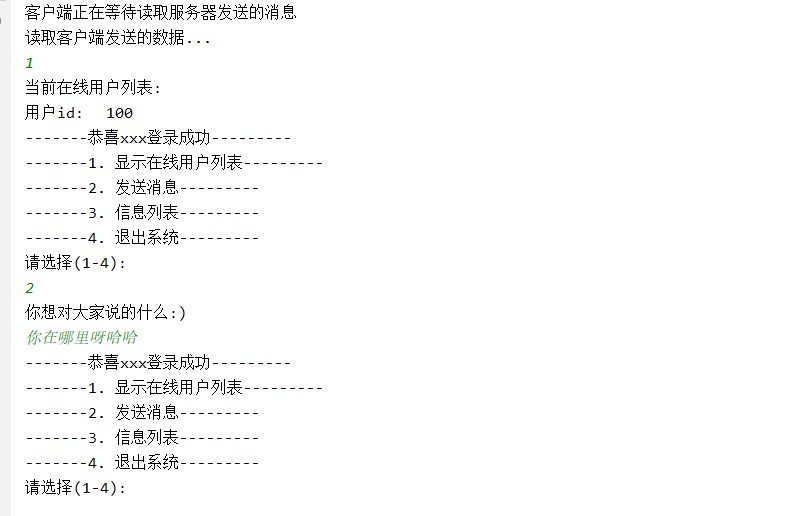 客户端正在等待读取服务器发送的消息
读取客户端发送的数据...
1
当前在线用户列表:
用户id:  100
-------恭喜xxx登录成功---------
-------1. 显示在线用户列表---------
-------2. 发送消息---------
-------3. 信息列表---------
-------4. 退出系统---------
请选择(1-4):
2
你想对大家说的什么:)
你在哪里呀哈哈
-------恭喜xxx登录成功---------
-------1. 显示在线用户列表---------
-------2. 发送消息---------
-------3. 信息列表---------
-------4. 退出系统---------
请选择(1-4):